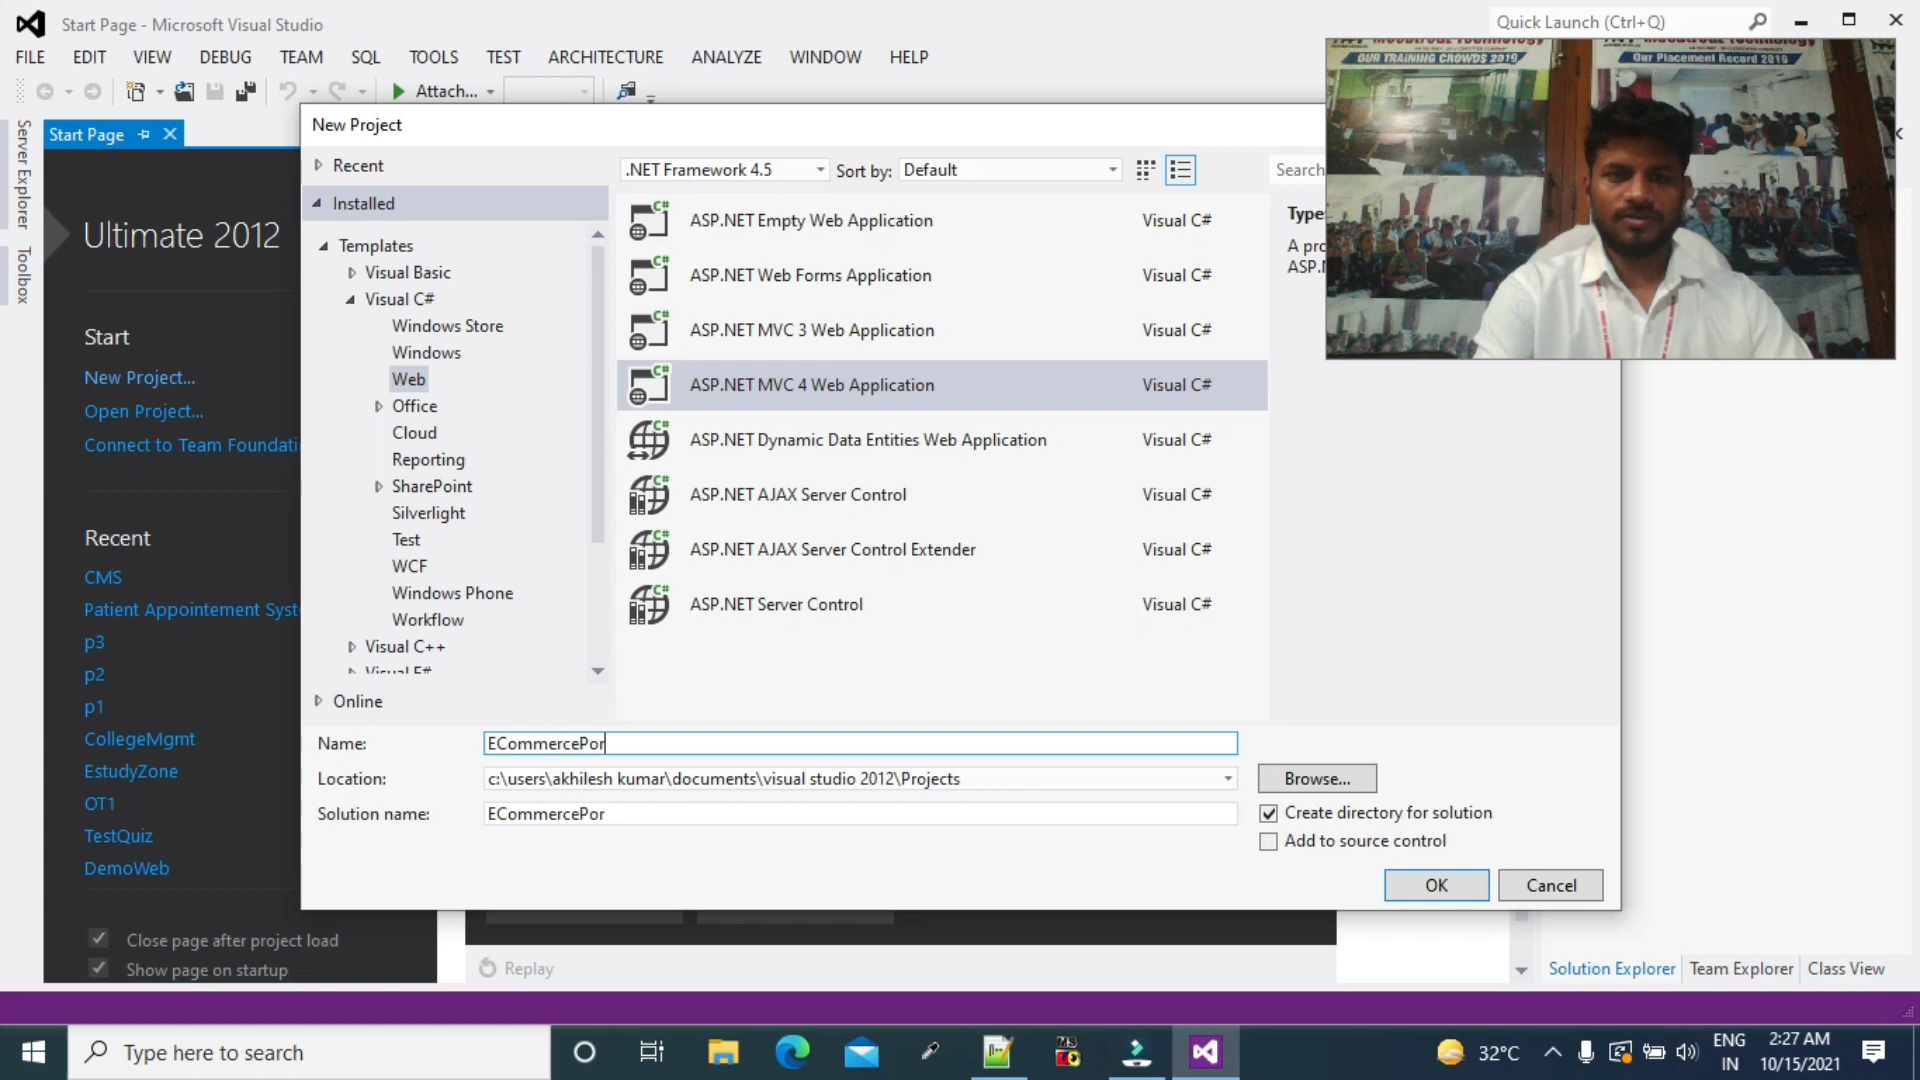 Start Page - Microsoft Visual Studio
Quick Launch (Ctrl+Q)
FILE EDIT VIEW DEBUG TEAM SQL TOOLS TEST ARCHITECTURE ANALYZE WINDOW HELP
Attach...
OUR TRAINING CROWDS 2019
Our Placement Record 2019
Server Explorer
Toolbox
Start Page
Ultimate 2012
Start
New Project...
Open Project...
Connect to Team Foundati
Recent
CMS
Patient Appointement Syst
p3
p2
p1
CollegeMgmt
EstudyZone
OT1
TestQuiz
DemoWeb
Close page after project load
Show page on startup
New Project
Recent
Installed
Templates
Visual Basic
Visual C#
Windows Store
Windows
Web
Office
Cloud
Reporting
SharePoint
Silverlight
Test
WCF
Windows Phone
Workflow
Visual C++
Visual F#
Online
.NET Framework 4.5
Sort by: Default
Search
ASP.NET Empty Web Application Visual C#
ASP.NET Web Forms Application Visual C#
ASP.NET MVC 3 Web Application Visual C#
ASP.NET MVC 4 Web Application Visual C#
ASP.NET Dynamic Data Entities Web Application Visual C#
ASP.NET AJAX Server Control Visual C#
ASP.NET AJAX Server Control Extender Visual C#
ASP.NET Server Control Visual C#
Type
A pro
ASP.N
Name: ECommercePor
Location: c:\users\akhilesh kumar\documents\visual studio 2012\Projects
Browse...
Solution name: ECommercePor
Create directory for solution
Add to source control
OK
Cancel
Replay
Solution Explorer Team Explorer Class View
Type here to search
32°C
ENG
IN
2:27 AM
10/15/2021